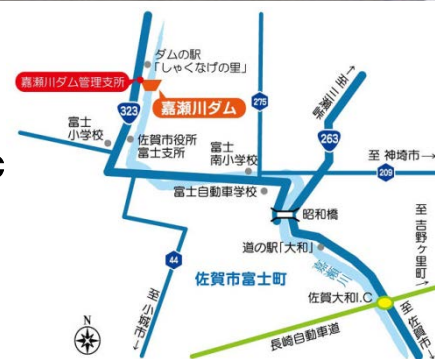 ダムの駅
「しゃくなげの里」
嘉瀬川ダム管理支所
嘉瀬川ダム
323
275
至 三瀬峠
263
富士
小学校
佐賀市役所
富士支所
富士
南小学校
至 神埼市→
209
富士自動車学校
昭和橋
道の駅「大和」
嘉瀬川
至 吉野ヶ里町
44
佐賀市富士町
佐賀大和I.C
至 小城市
至 佐賀市
長崎自動車道
N
C